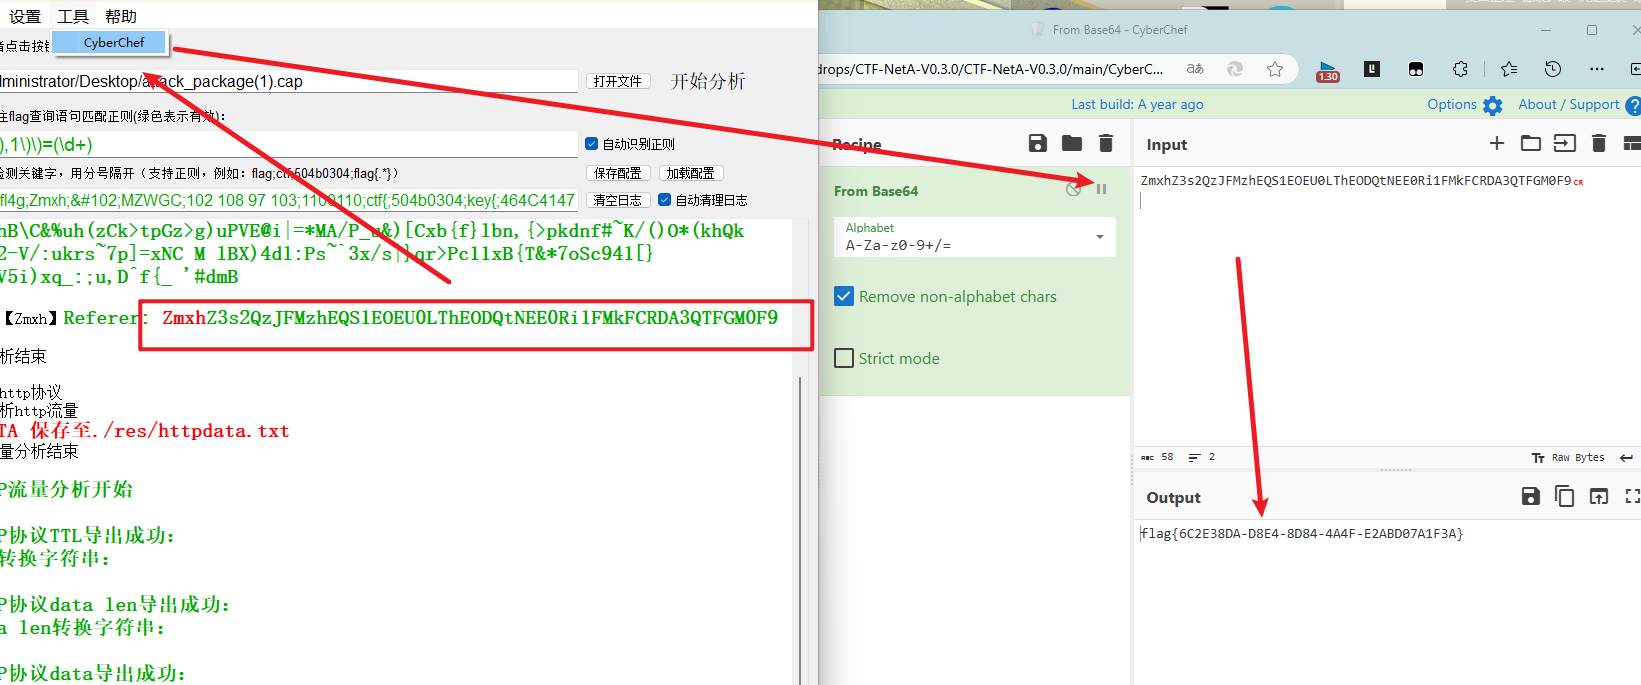 设置 工具 帮助
CyberChef
者点击按钮
dministrator/Desktop/attack_package(1).cap
打开文件
开始分析
注flag查询语句匹配正则(绿色表示有效):
),1\)\)=(\d+)
自动识别正则
检测关键字，用分号隔开（支持正则，例如: flag;ctf;504b0304;flag{.*}）
保存配置 加载配置
fl4g;Zmxh;&#102;MZWGC;102 108 97 103;1100110;ctf{;504b0304;key{;464C4147
清空日志
自动清理日志
hB\C&%uh(zCk>tpGz>g)uPVE@i|=*MA/P_u&)[Cxb{f}lbn,{>pkdnf#~K/()O*(khQk
2-V/:ukrs~7p]=xNC M lBX)4dl:Ps~`3x/s|}qr>Pc11xB{T&*7oSc941[}
V5i)xq_:;u,D^f{_ '#dmB
【Zmxh】Referer: ZmxhZ3s2QzJFMzhEQS1EOEU0LThEODQtNEE0Ri1FMkFCRDA3QTFGM0F9
析结束
http协议
析http流量
TA 保存至./res/httpdata.txt
量分析结束
P流量分析开始
P协议TTL导出成功:
转换字符串:
P协议data len导出成功:
a len转换字符串:
P协议data导出成功:
From Base64 - CyberChef
drops/CTF-NetA-V0.3.0/CTF-NetA-V0.3.0/main/CyberC...
1.30
Last build: A year ago
Options
About / Support
Recipe
From Base64
Alphabet
A-Za-z0-9+/=
Remove non-alphabet chars
Strict mode
Input
ZmxhZ3s2QzJFMzhEQS1EOEU0LThEODQtNEE0Ri1FMkFCRDA3QTFGM0F9CR
ABC 58 2
Raw Bytes
Output
flag{6C2E38DA-D8E4-8D84-4A4F-E2ABD07A1F3A}